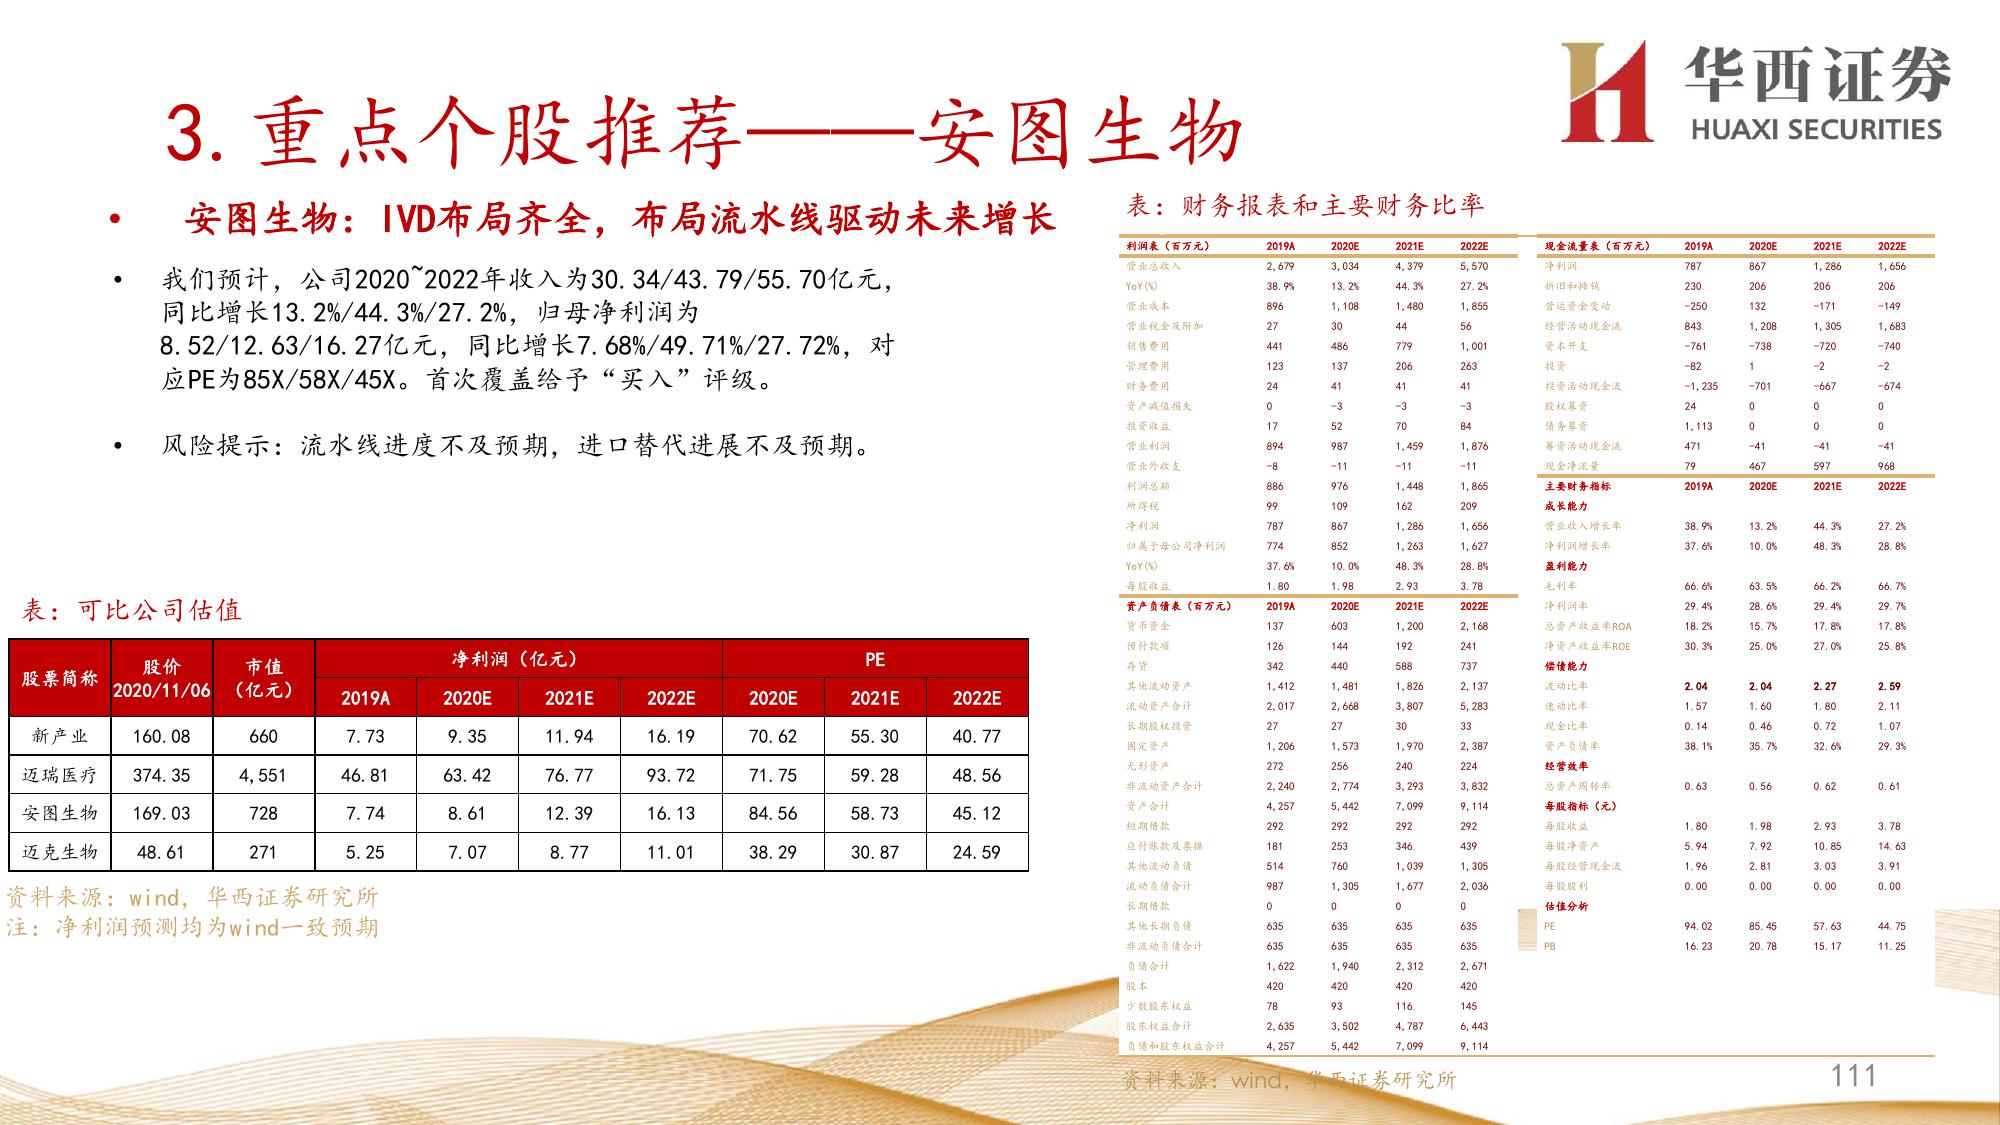 华西证券
HUAXI SECURITIES
3. 重点个股推荐——安图生物
• 安图生物：IVD布局齐全，布局流水线驱动未来增长
• 我们预计，公司2020~2022年收入为30.34/43.79/55.70亿元，
同比增长13.2%/44.3%/27.2%，归母净利润为
8.52/12.63/16.27亿元，同比增长7.68%/49.71%/27.72%，对
应PE为85X/58X/45X。首次覆盖给予“买入”评级。
• 风险提示：流水线进度不及预期，进口替代进展不及预期。
表：可比公司估值
股票简称 股价 2020/11/06 市值（亿元） 净利润（亿元） PE
2019A 2020E 2021E 2022E 2020E 2021E 2022E
新产业 160.08 660 7.73 9.35 11.94 16.19 70.62 55.30 40.77
迈瑞医疗 374.35 4,551 46.81 63.42 76.77 93.72 71.75 59.28 48.56
安图生物 169.03 728 7.74 8.61 12.39 16.13 84.56 58.73 45.12
迈克生物 48.61 271 5.25 7.07 8.77 11.01 38.29 30.87 24.59
资料来源：wind，华西证券研究所
注：净利润预测均为wind一致预期
表：财务报表和主要财务比率
利润表（百万元） 2019A 2020E 2021E 2022E
营业总收入 2,679 3,034 4,379 5,570
YoY(%) 38.9% 13.2% 44.3% 27.2%
营业成本 896 1,108 1,480 1,855
营业税金及附加 27 30 44 56
销售费用 441 486 779 1,001
管理费用 123 137 206 263
财务费用 24 41 41 41
资产减值损失 0 -3 -3 -3
投资收益 17 52 70 84
营业利润 894 987 1,459 1,876
营业外收支 -8 -11 -11 -11
利润总额 886 976 1,448 1,865
所得税 99 109 162 209
净利润 787 867 1,286 1,656
归属于母公司净利润 774 852 1,263 1,627
YoY(%) 37.6% 10.0% 48.3% 28.8%
每股收益 1.80 1.98 2.93 3.78
资产负债表（百万元） 2019A 2020E 2021E 2022E
货币资金 137 603 1,200 2,168
预付款项 126 144 192 241
存货 342 440 588 737
其他流动资产 1,412 1,481 1,826 2,137
流动资产合计 2,017 2,668 3,807 5,283
长期股权投资 27 27 30 33
固定资产 1,206 1,573 1,970 2,387
无形资产 272 256 240 224
非流动资产合计 2,240 2,774 3,293 3,832
资产合计 4,257 5,442 7,099 9,114
短期借款 292 292 292 292
应付账款及票据 181 253 346 439
其他流动负债 514 760 1,039 1,305
流动负债合计 987 1,305 1,677 2,036
长期借款 0 0 0 0
其他长期负债 635 635 635 635
非流动负债合计 635 635 635 635
负债合计 1,622 1,940 2,312 2,671
股本 420 420 420 420
少数股东权益 78 93 116 145
股东权益合计 2,635 3,502 4,787 6,443
负债和股东权益合计 4,257 5,442 7,099 9,114
现金流量表（百万元） 2019A 2020E 2021E 2022E
净利润 787 867 1,286 1,656
折旧和摊销 230 206 206 206
营运资金变动 -250 132 -171 -149
经营活动现金流 843 1,208 1,305 1,683
资本开支 -761 -738 -720 -740
投资 -82 1 -2 -2
投资活动现金流 -1,235 -701 -667 -674
股权募资 24 0 0 0
债务募资 1,113 0 0 0
筹资活动现金流 471 -41 -41 -41
现金净流量 79 467 597 968
主要财务指标 2019A 2020E 2021E 2022E
成长能力
营业收入增长率 38.9% 13.2% 44.3% 27.2%
净利润增长率 37.6% 10.0% 48.3% 28.8%
盈利能力
毛利率 66.6% 63.5% 66.2% 66.7%
净利润率 29.4% 28.6% 29.4% 29.7%
总资产收益率ROA 18.2% 15.7% 17.8% 17.8%
净资产收益率ROE 30.3% 25.0% 27.0% 25.8%
偿债能力
流动比率 2.04 2.04 2.27 2.59
速动比率 1.57 1.60 1.80 2.11
现金比率 0.14 0.46 0.72 1.07
资产负债率 38.1% 35.7% 32.6% 29.3%
经营效率
总资产周转率 0.63 0.56 0.62 0.61
每股指标（元）
每股收益 1.80 1.98 2.93 3.78
每股净资产 5.94 7.92 10.85 14.63
每股经营现金流 1.96 2.81 3.03 3.91
每股股利 0.00 0.00 0.00 0.00
估值分析
PE 94.02 85.45 57.63 44.75
PB 16.23 20.78 15.17 11.25
资料来源：wind，华西证券研究所
111